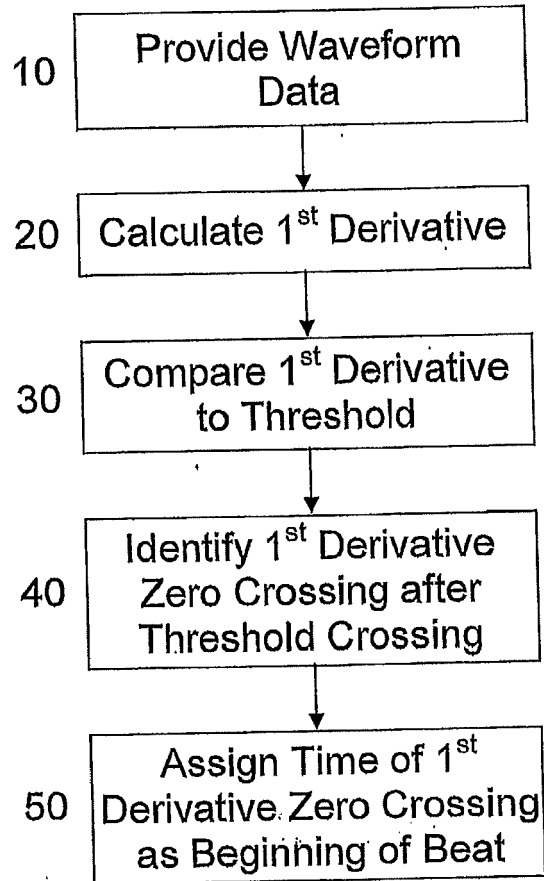 Provide Waveform
10
Data
20 Calculate 1st Derivative
Compare 1st Derivative
30
to Threshold
Identify 1st Derivative
40 Zero Crossing after
Threshold Crossing
Assign Time of 1st
50 Derivative Zero Crossing
as Beginning of Beat